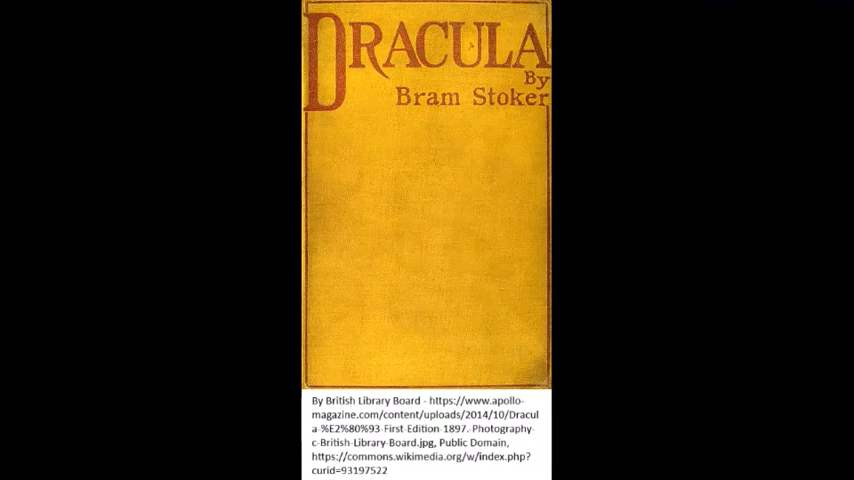 DRACULA
By
Bram Stoker
By British Library Board - https://www.apollo-
magazine.com/content/uploads/2014/10/Dracul
a-%E2%80%93-First-Edition-1897.-Photography-
c-British-Library-Board.jpg, Public Domain,
https://commons.wikimedia.org/w/index.php?
curid=93197522